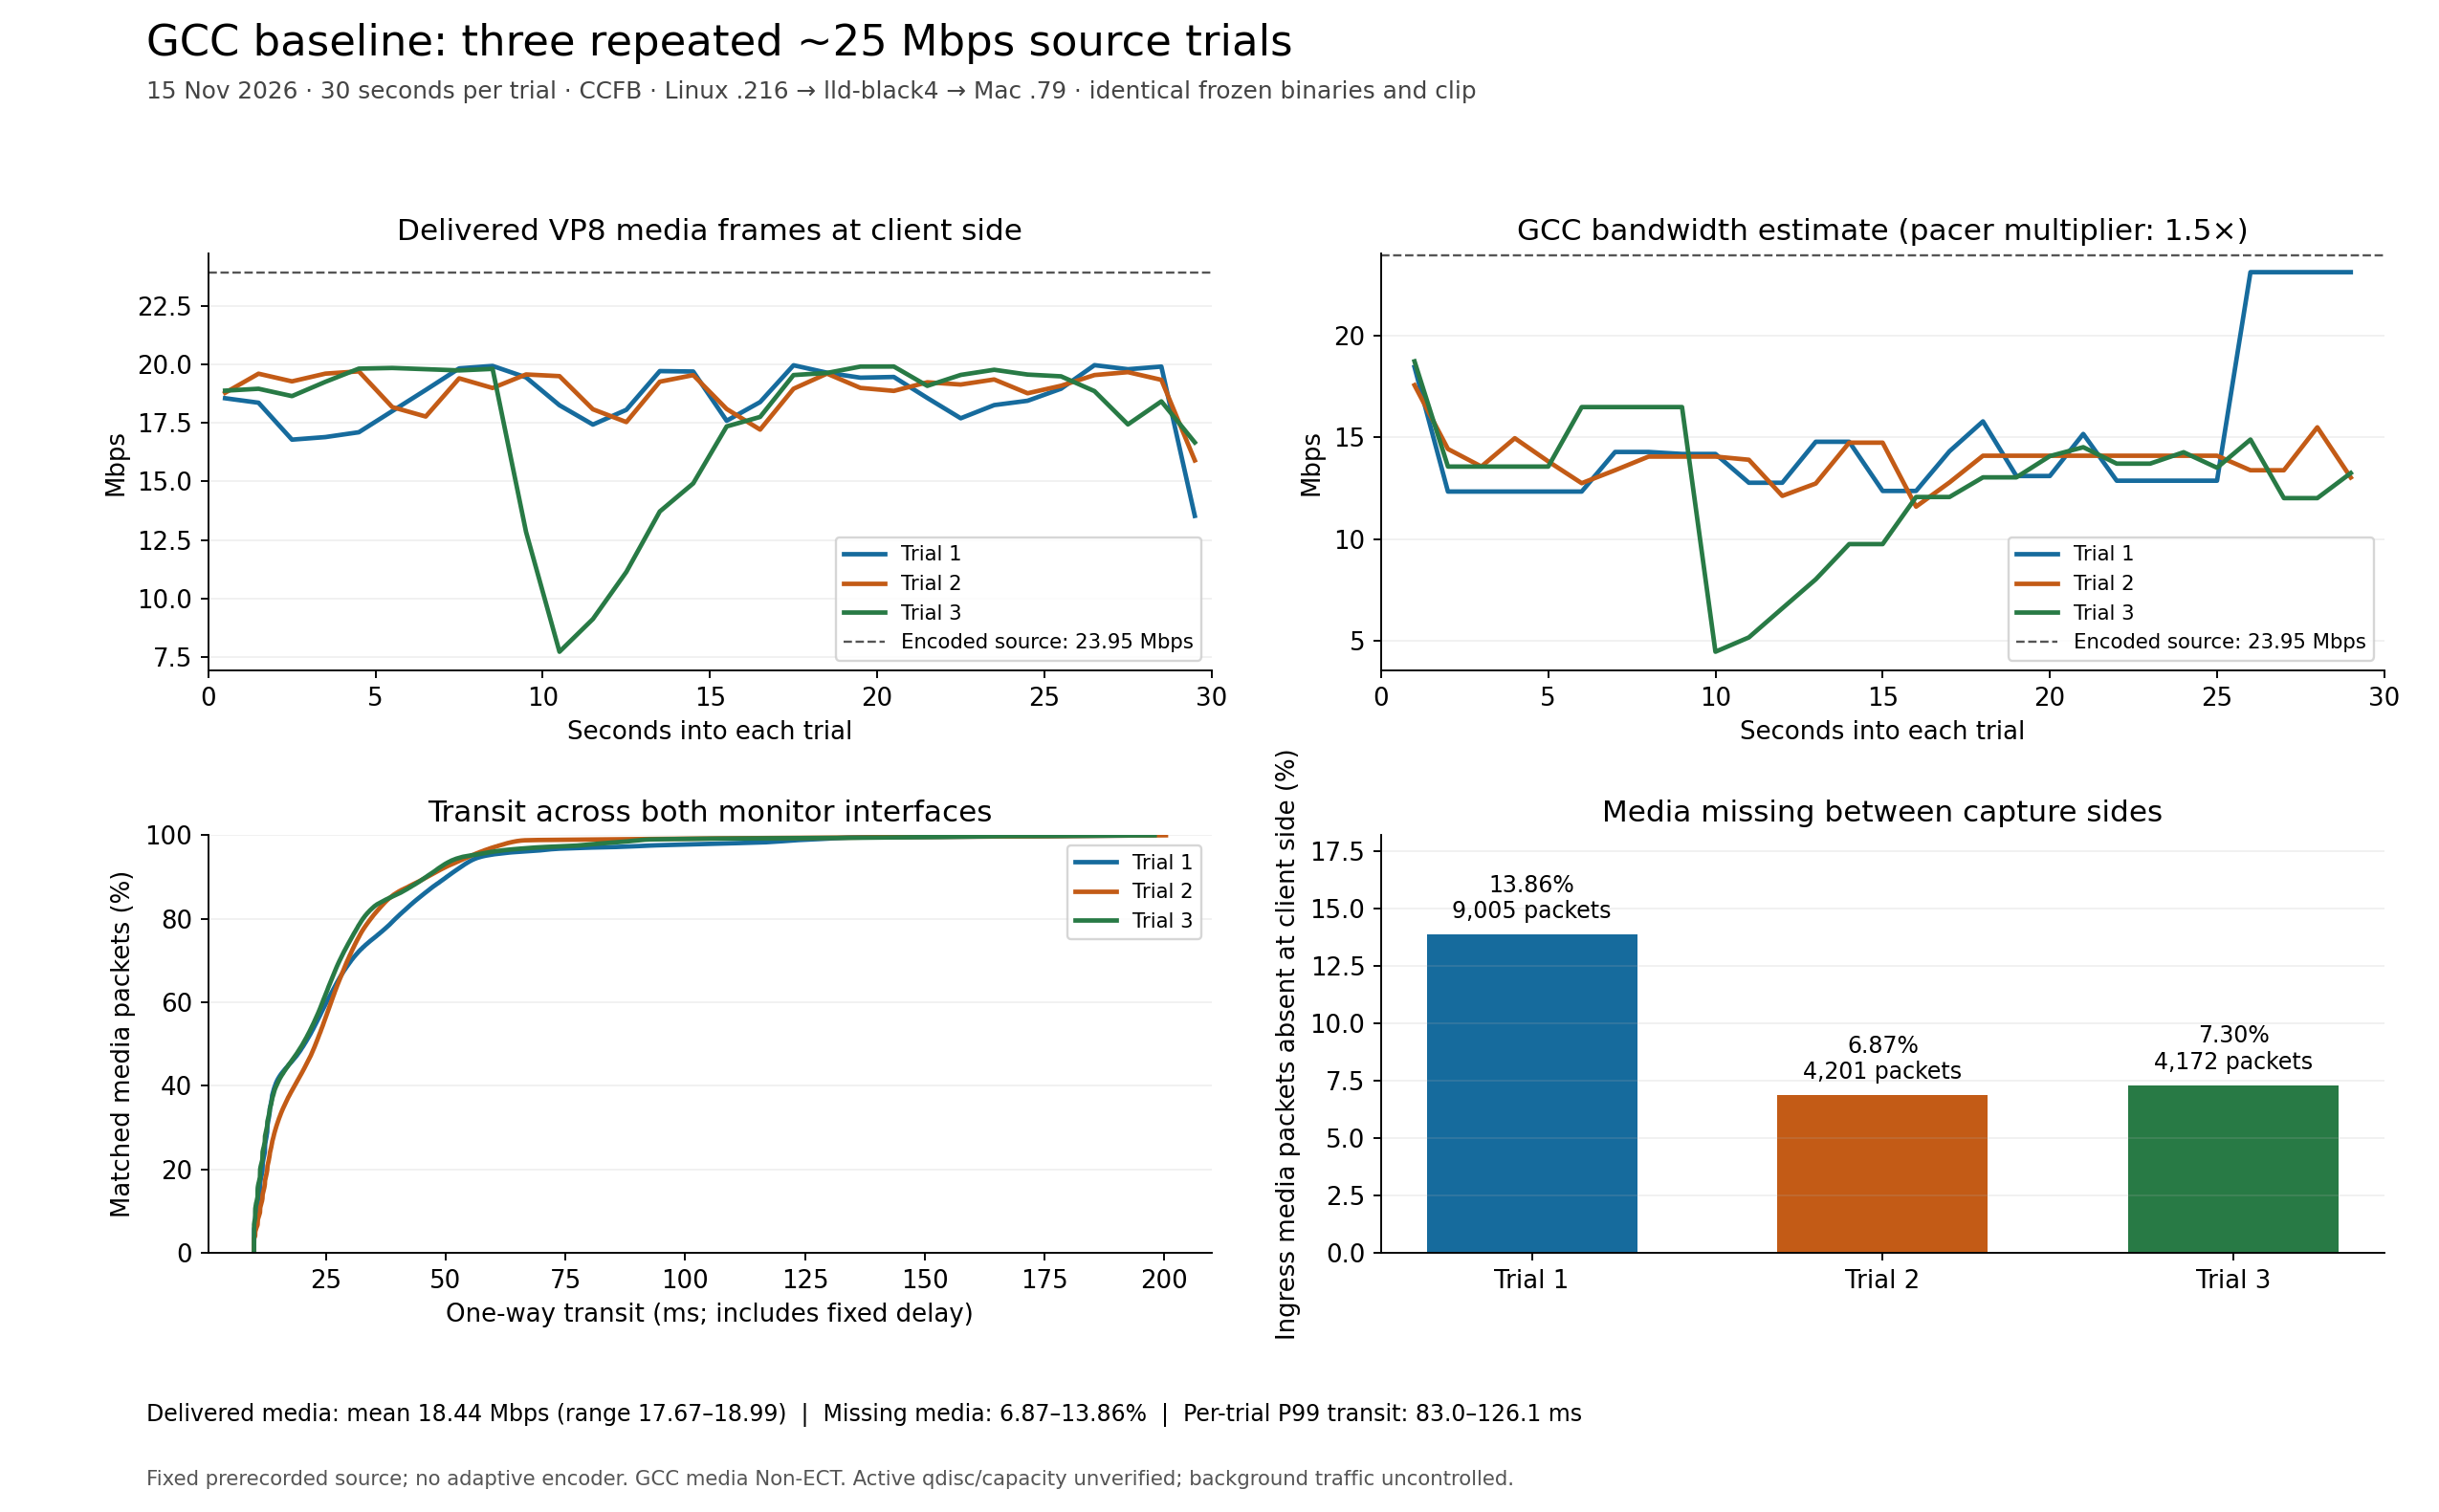 GCC baseline: three repeated ~25 Mbps source trials
15 Nov 2026 · 30 seconds per trial · CCFB · Linux .216 → lld-black4 → Mac .79 · identical frozen binaries and clip
Delivered VP8 media frames at client side
Mbps
22.5
20.0
17.5
15.0
12.5
10.0
7.5
0 5 10 15 20 25 30
Seconds into each trial
Trial 1
Trial 2
Trial 3
Encoded source: 23.95 Mbps
GCC bandwidth estimate (pacer multiplier: 1.5×)
Mbps
20
15
10
5
0 5 10 15 20 25 30
Seconds into each trial
Trial 1
Trial 2
Trial 3
Encoded source: 23.95 Mbps
Transit across both monitor interfaces
Matched media packets (%)
100
80
60
40
20
0
25 50 75 100 125 150 175 200
One-way transit (ms; includes fixed delay)
Trial 1
Trial 2
Trial 3
Media missing between capture sides
Ingress media packets absent at client side (%)
17.5
15.0
12.5
10.0
7.5
5.0
2.5
0.0
13.86%
9,005 packets
6.87%
4,201 packets
7.30%
4,172 packets
Trial 1 Trial 2 Trial 3
Delivered media: mean 18.44 Mbps (range 17.67–18.99) | Missing media: 6.87–13.86% | Per-trial P99 transit: 83.0–126.1 ms
Fixed prerecorded source; no adaptive encoder. GCC media Non-ECT. Active qdisc/capacity unverified; background traffic uncontrolled.